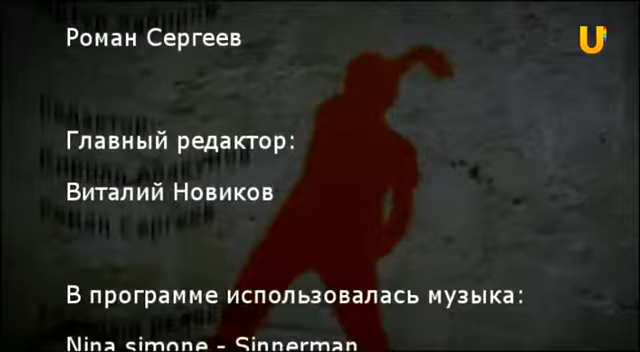 Роман Сергеев
U
Главный редактор:
Виталий Новиков
В программе использовалась музыка:
Nina simone - Sinnerman